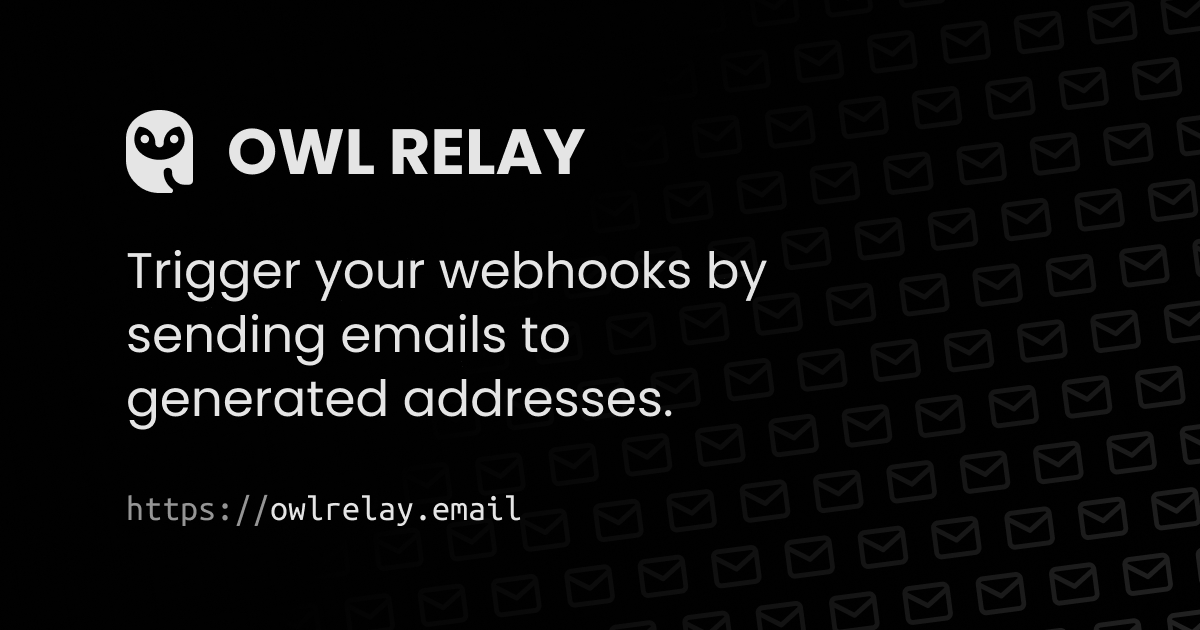 OWL RELAY
Trigger your webhooks by
sending emails to
generated addresses.
https://owlrelay.email